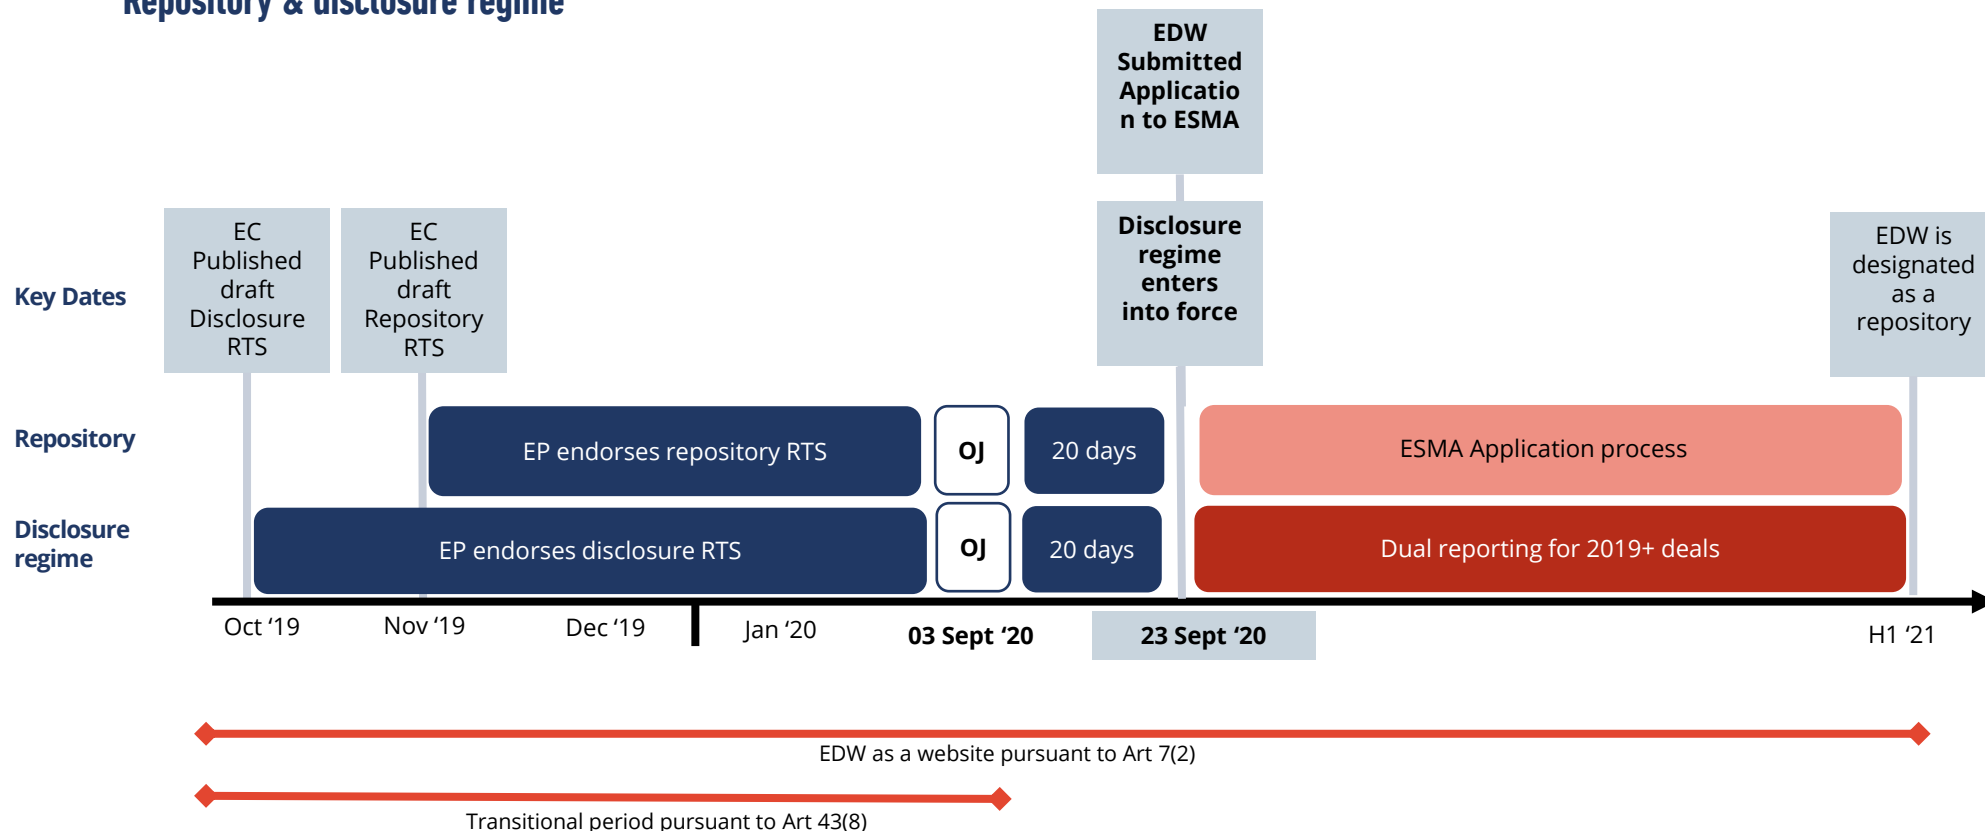 Repository & disclosure regime
EDW
Submitted
Applicatio
n to ESMA
EC
Published
draft
Disclosure
RTS
EC
Published
draft
Repository
RTS
Disclosure
regime
enters
into force
EDW is
designated
as a
repository
Key Dates
Repository
EP endorses repository RTS
OJ
20 days
ESMA Application process
Disclosure
regime
EP endorses disclosure RTS
OJ
20 days
Dual reporting for 2019+ deals
Oct ‘19
Nov ‘19
Dec ‘19
Jan ‘20
03 Sept ‘20
23 Sept ‘20
H1 ‘21
EDW as a website pursuant to Art 7(2)
Transitional period pursuant to Art 43(8)